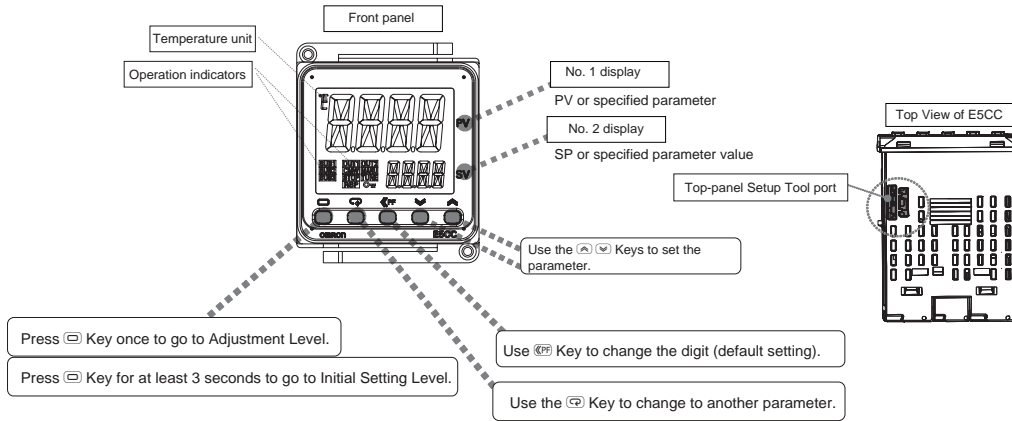 Front panel
Temperature unit
Operation indicators
No. 1 display
PV or specified parameter
No. 2 display
SP or specified parameter value
PV
SV
PF
omron
E5CC
Top View of E5CC
Top-panel Setup Tool port
Use the Keys to set the
parameter.
Press Key once to go to Adjustment Level.
Press Key for at least 3 seconds to go to Initial Setting Level.
Use PF Key to change the digit (default setting).
Use the Key to change to another parameter.